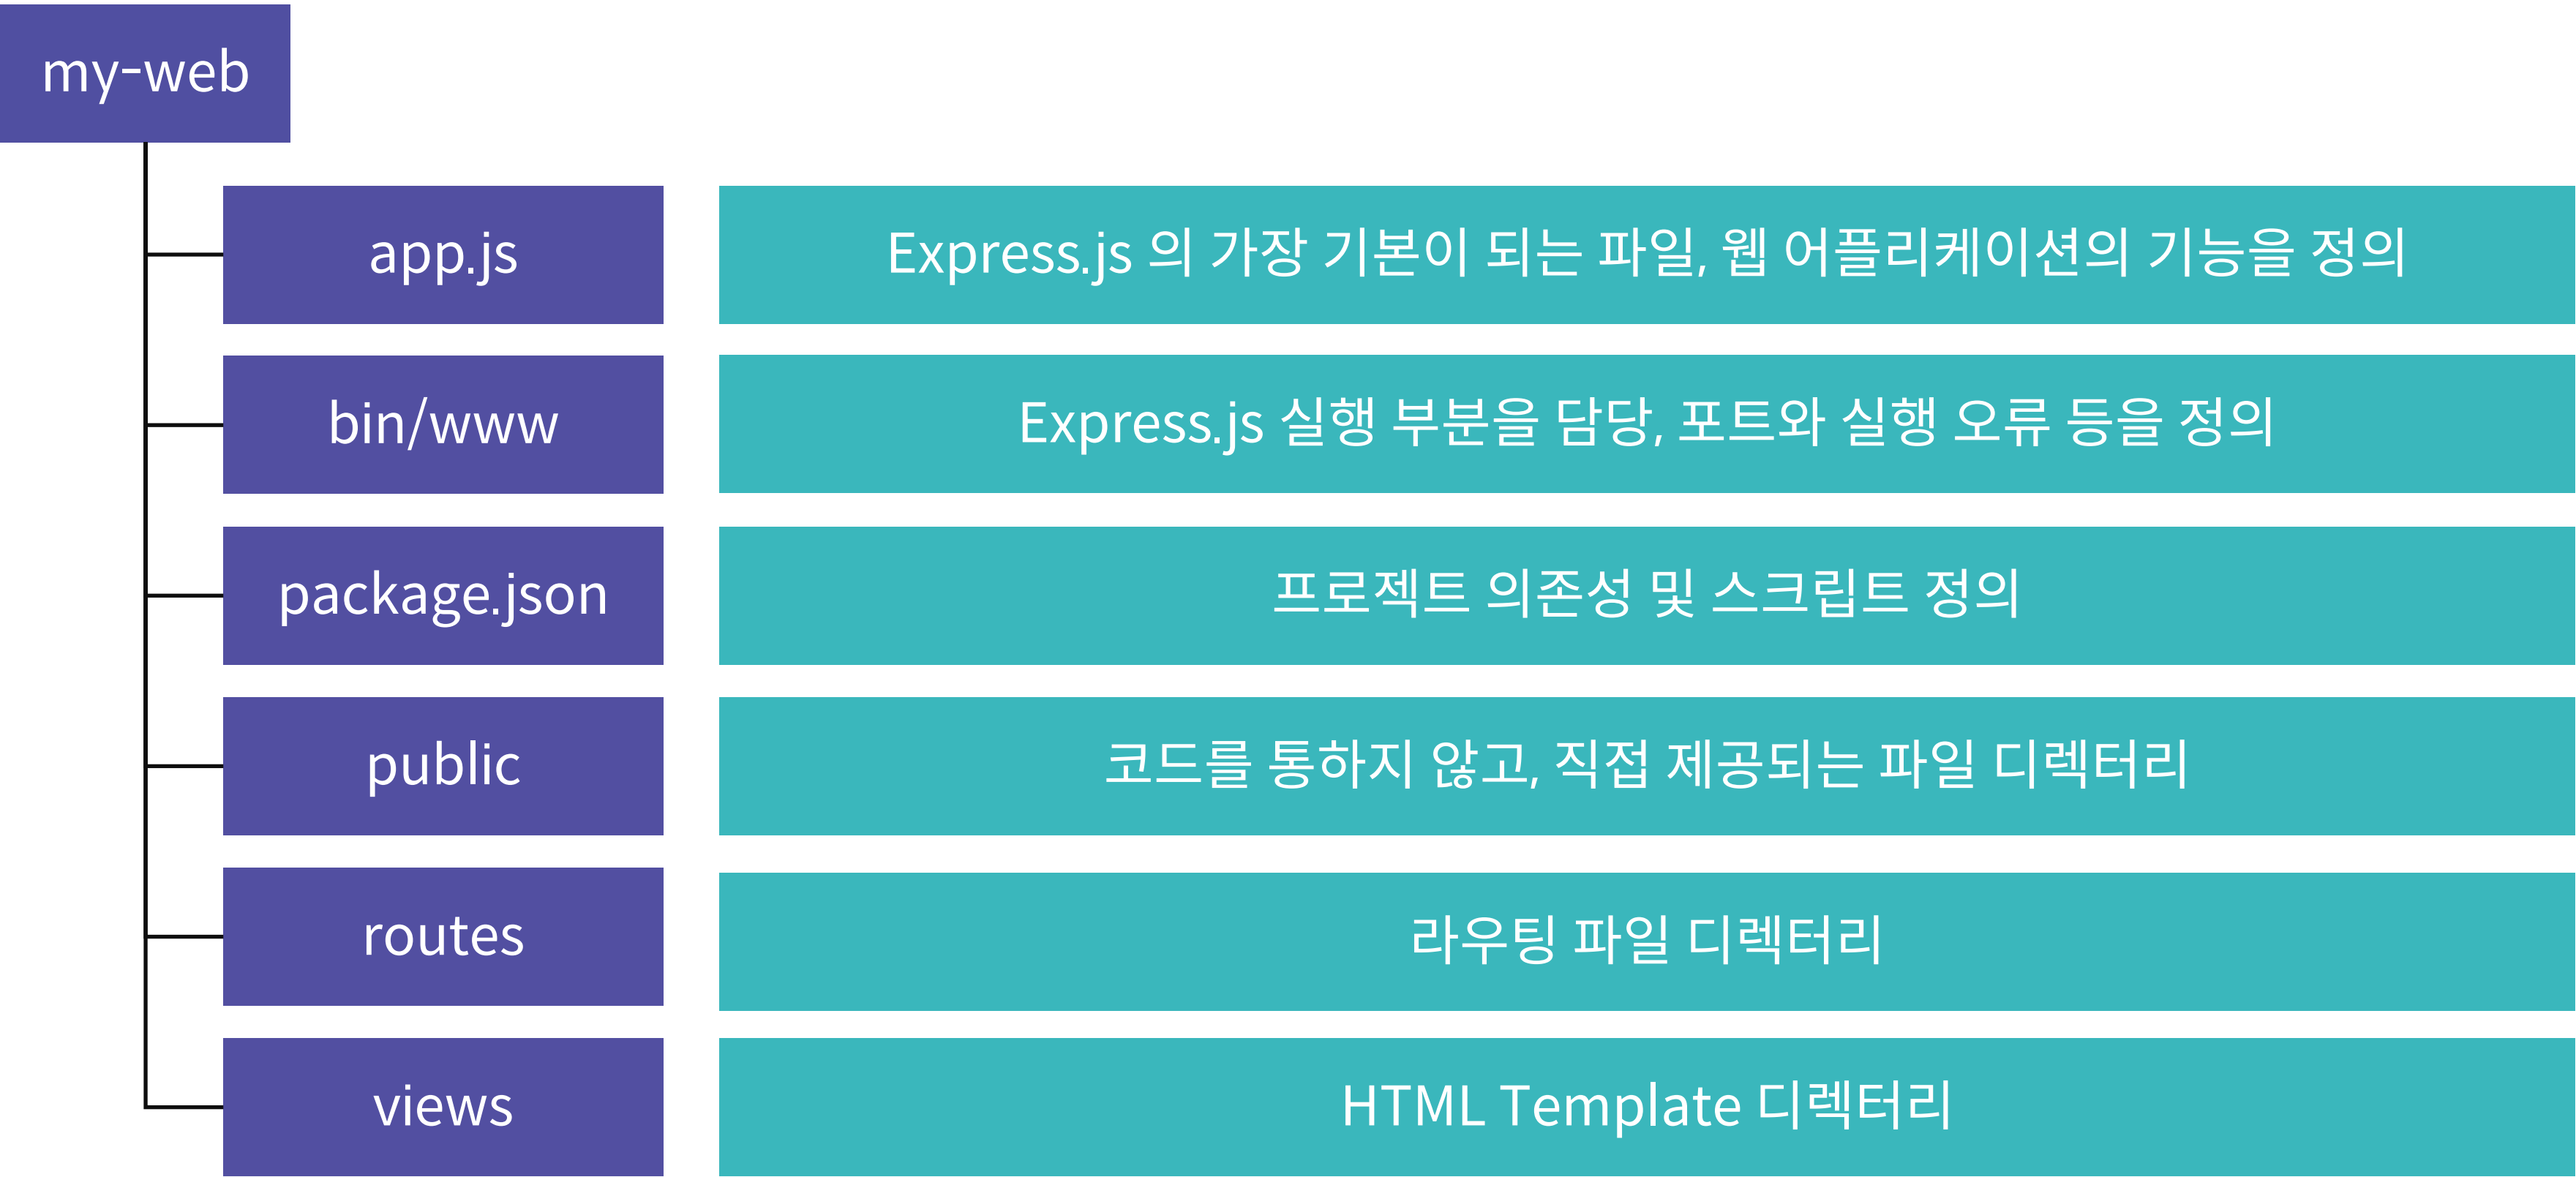 my-web
app.js
Express.js 의 가장 기본이 되는 파일, 웹 어플리케이션의 기능을 정의
bin/www
Express.js 실행 부분을 담당, 포트와 실행 오류 등을 정의
package.json
프로젝트 의존성 및 스크립트 정의
public
코드를 통하지 않고, 직접 제공되는 파일 디렉터리
routes
라우팅 파일 디렉터리
views
HTML Template 디렉터리